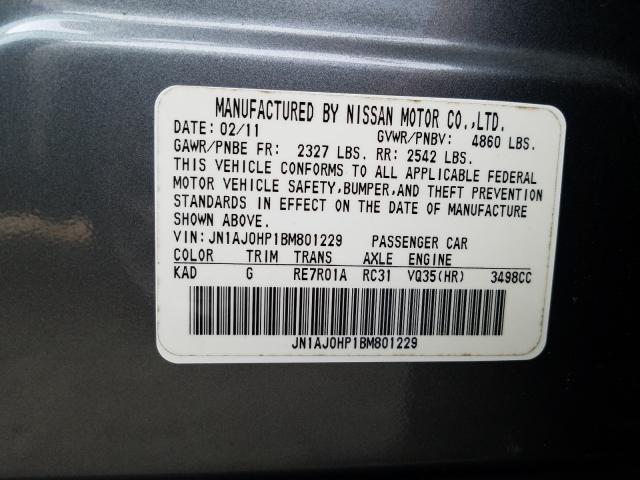 MANUFACTURED BY NISSAN MOTOR CO.,LTD.
DATE: 02/11 GVWR/PNBV: 4860 LBS.
GAWR/PNBE FR: 2327 LBS. RR: 2542 LBS.
THIS VEHICLE CONFORMS TO ALL APPLICABLE FEDERAL
MOTOR VEHICLE SAFETY,BUMPER,AND THEFT PREVENTION
STANDARDS IN EFFECT ON THE DATE OF MANUFACTURE
SHOWN ABOVE.
VIN:JN1AJ0HP1BM801229 PASSENGER CAR
COLOR TRIM TRANS AXLE ENGINE
KAD G RE7R01A RC31 VQ35(HR) 3498CC
JN1AJ0HP1BM801229